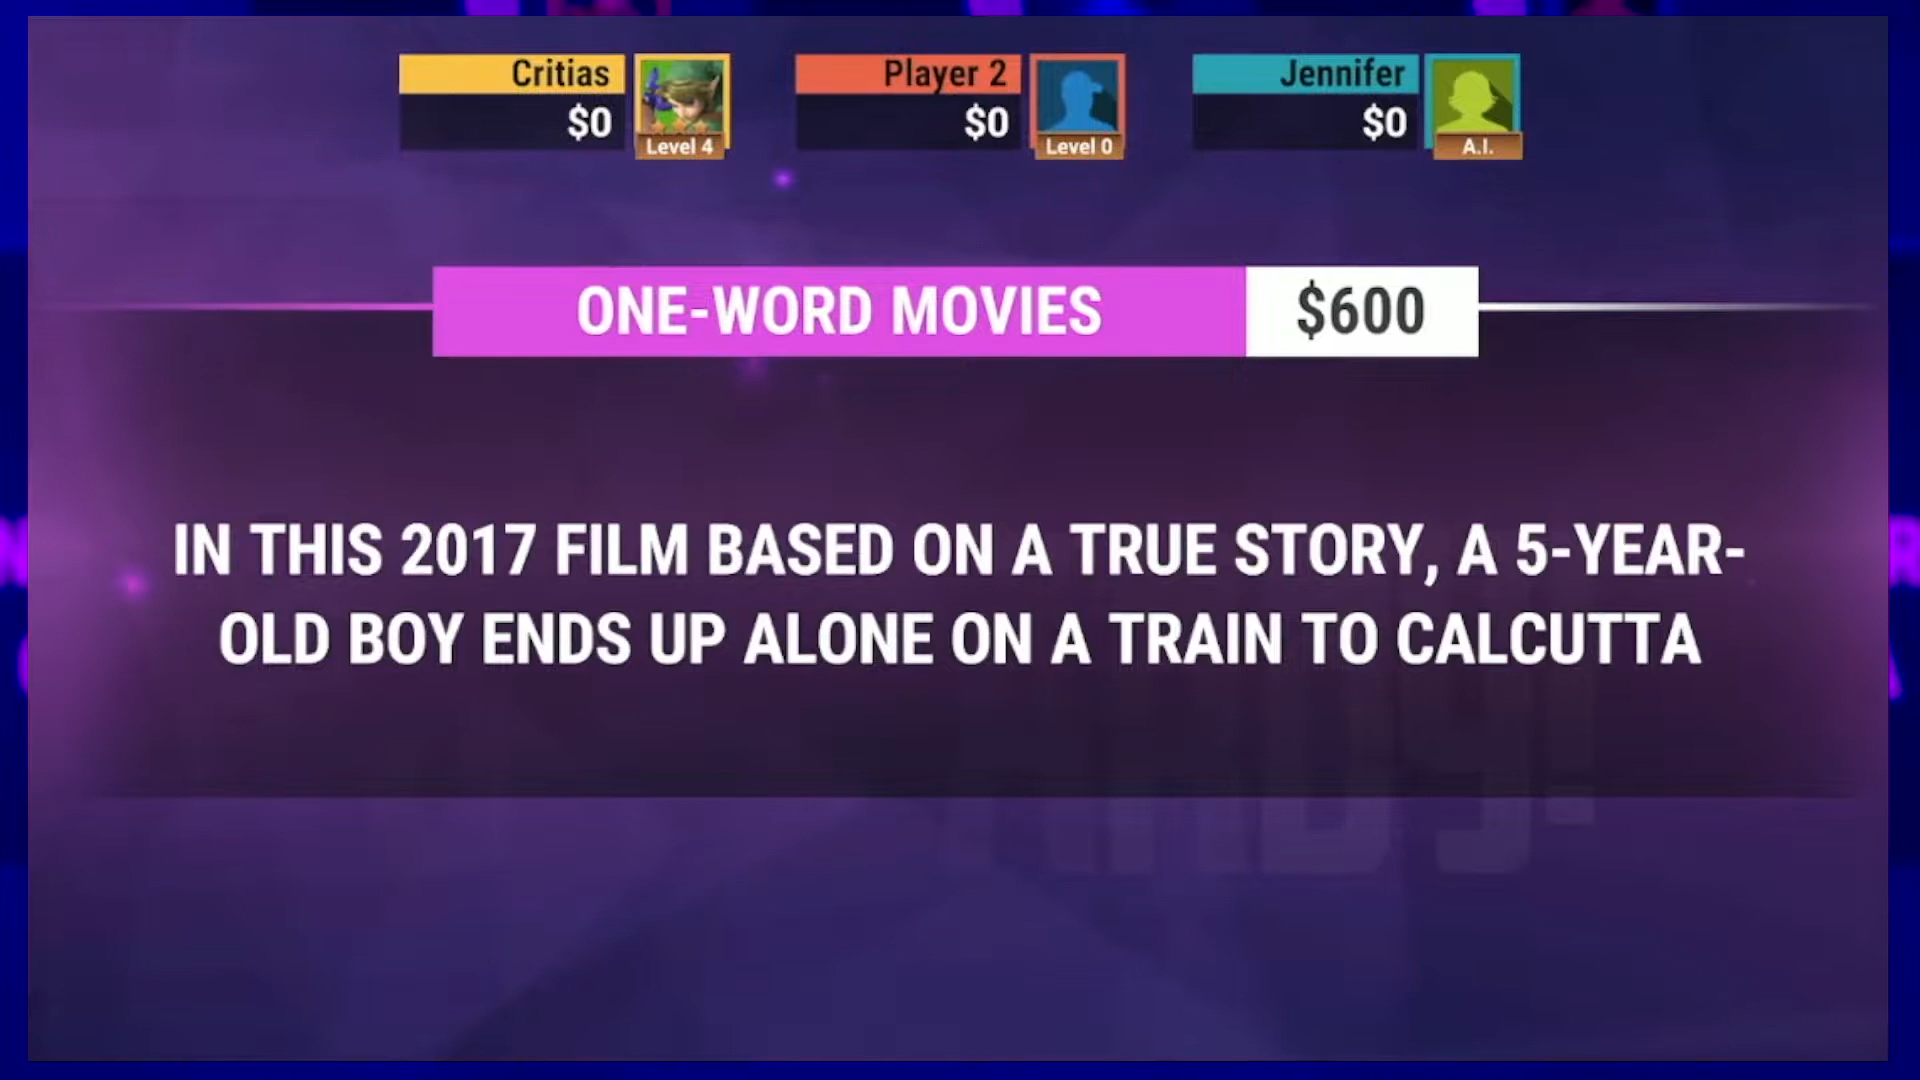 Critias
$0
Level 4
Player 2
$0
Level 0
Jennifer
$0
A.I.
ONE-WORD MOVIES
$600
IN THIS 2017 FILM BASED ON A TRUE STORY, A 5-YEAR-
OLD BOY ENDS UP ALONE ON A TRAIN TO CALCUTTA